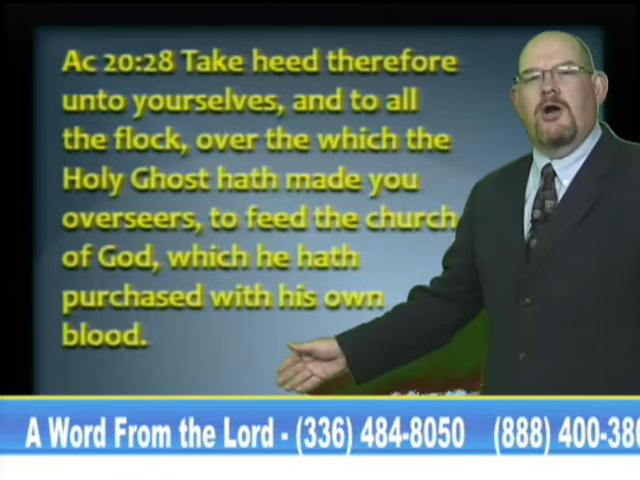 Ac 20:28 Take heed therefore
unto yourselves, and to all
the flock, over the which the
Holy Ghost hath made you
overseers, to feed the church
of God, which he hath
purchased with his own
blood.
A Word From the Lord - (336) 484-8050 (888) 400-